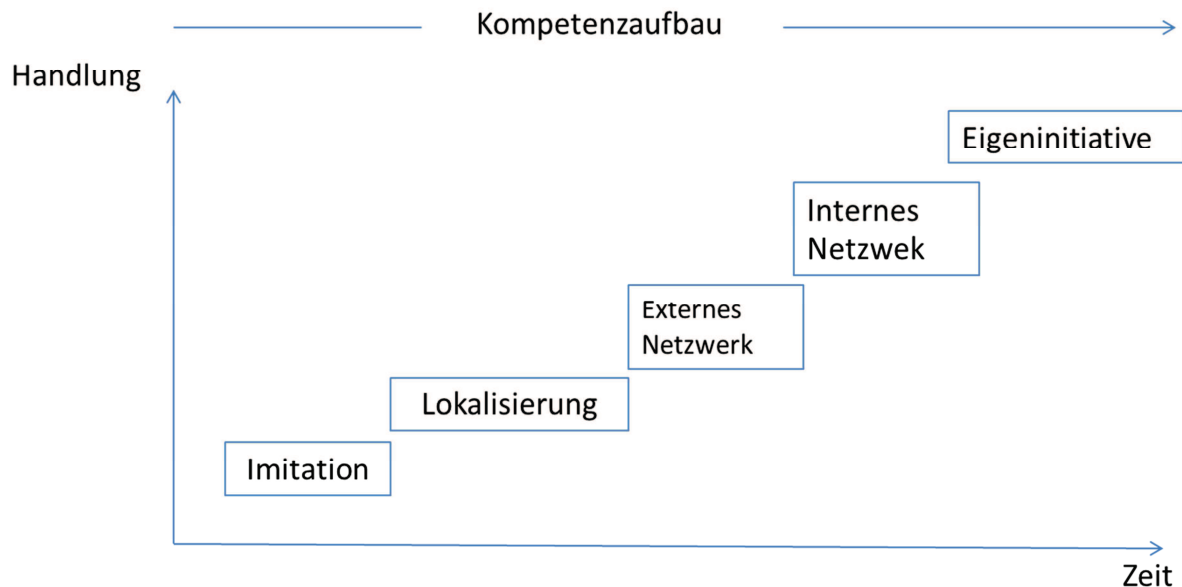 Kompetenzaufbau
Handlung
Eigeninitiative
Internes
Netzwek
Externes
Netzwerk
Lokalisierung
Imitation
Zeit